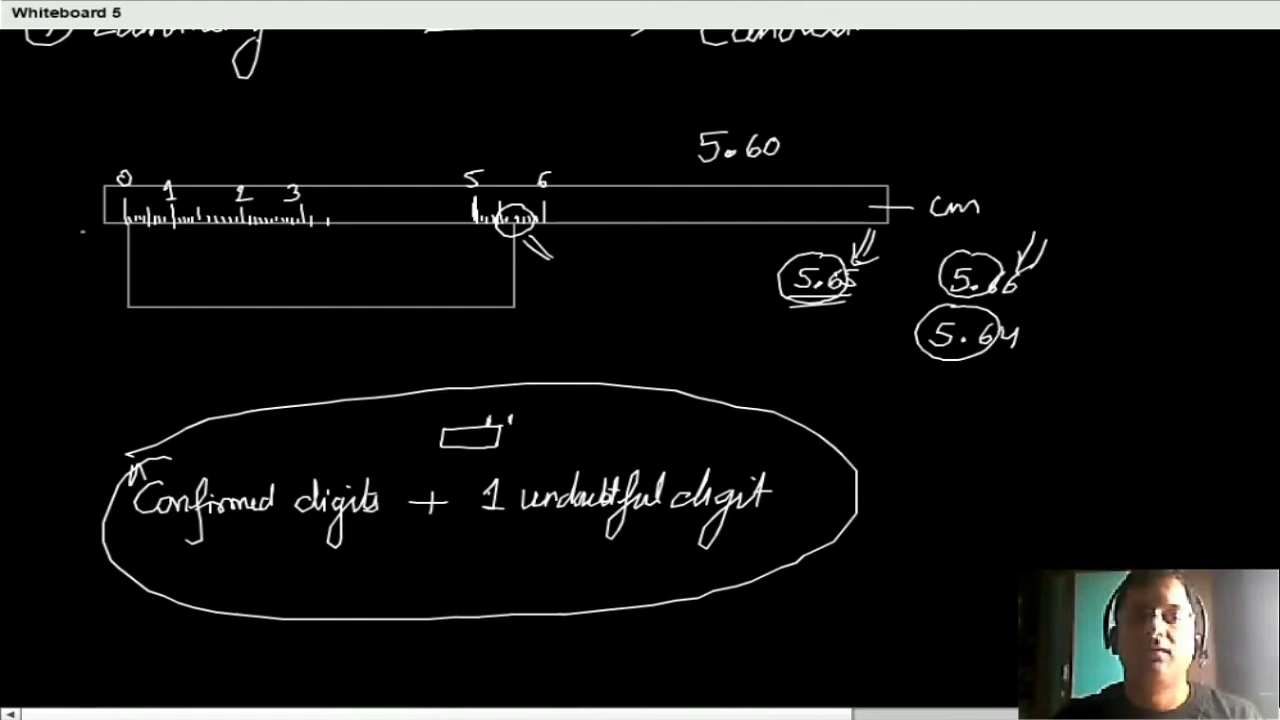 Whiteboard 5
5.60
0 1 2 3 5 6
cm
5.65 5.66
5.64
Confirmed digits + 1 undoubtful digit